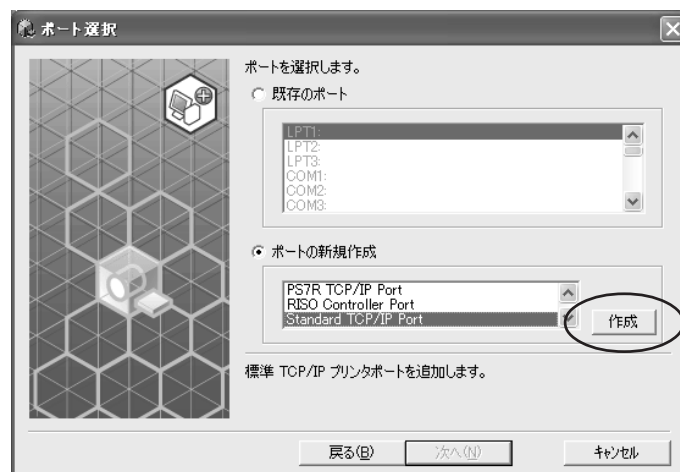 ポート選択
ポートを選択します。
既存のポート
LPT1:
LPT2:
LPT3:
COM1:
COM2:
COM3:
ポートの新規作成
PS7R TCP/IP Port
RISO Controller Port
Standard TCP/IP Port
作成
標準 TCP/IP プリンタポートを追加します。
戻る(B)
次へ(N)
キャンセル